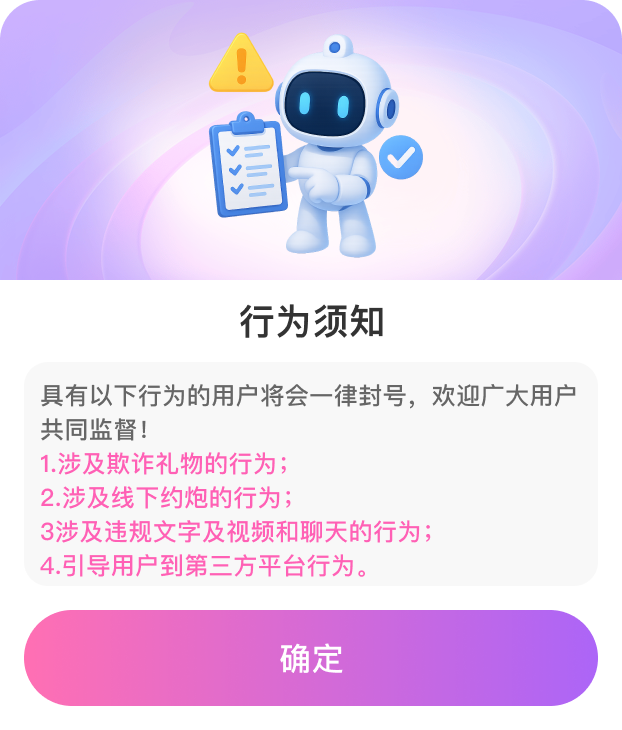 行为须知
具有以下行为的用户将会一律封号，欢迎广大用户
共同监督！
1.涉及欺诈礼物的行为；
2.涉及线下约炮的行为；
3涉及违规文字及视频和聊天的行为；
4.引导用户到第三方平台行为。
确定